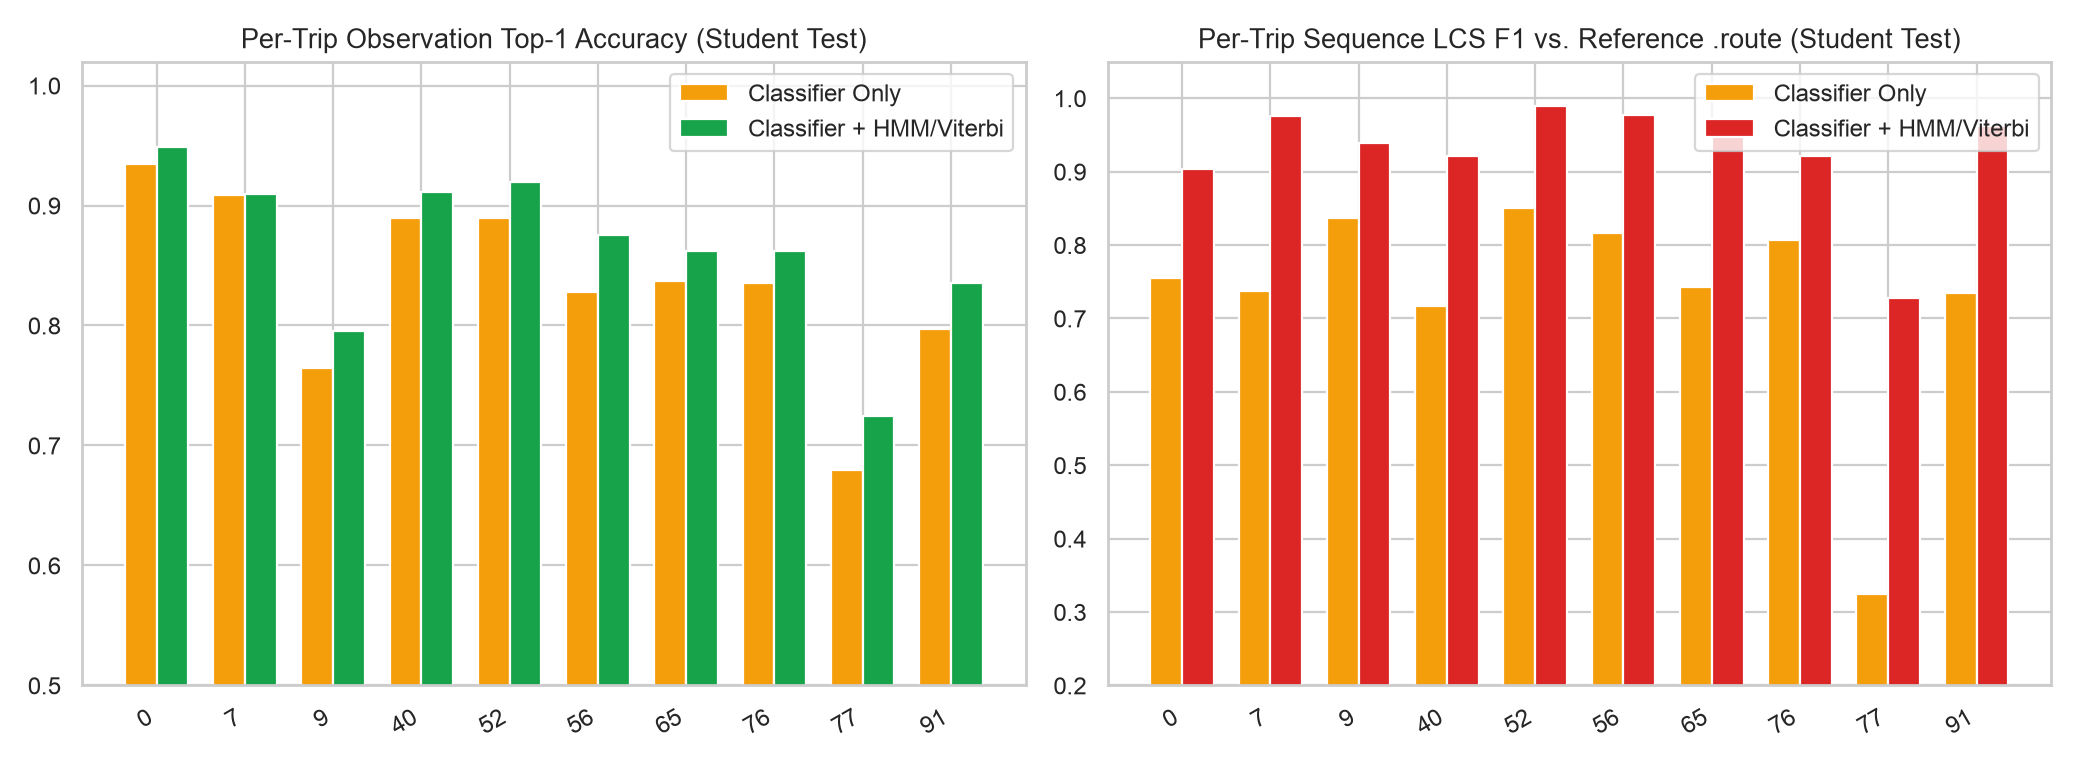 Per-Trip Observation Top-1 Accuracy (Student Test)
Classifier Only
Classifier + HMM/Viterbi
1.0
0.9
0.8
0.7
0.6
0.5
0 7 9 40 52 56 65 76 77 91
Per-Trip Sequence LCS F1 vs. Reference .route (Student Test)
Classifier Only
Classifier + HMM/Viterbi
1.0
0.9
0.8
0.7
0.6
0.5
0.4
0.3
0.2
0 7 9 40 52 56 65 76 77 91